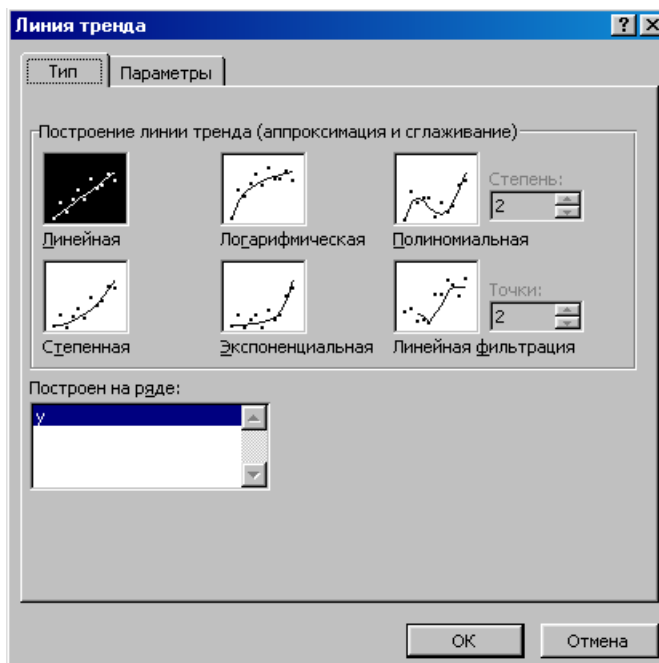 Линия тренда
Тип
Параметры
Построение линии тренда (аппроксимация и сглаживание)
Линейная
Логарифмическая
Полиномиальная
Степень:
2
Степенная
Экспоненциальная
Линейная фильтрация
Точки:
2
Построен на ряде:
y
ОК
Отмена